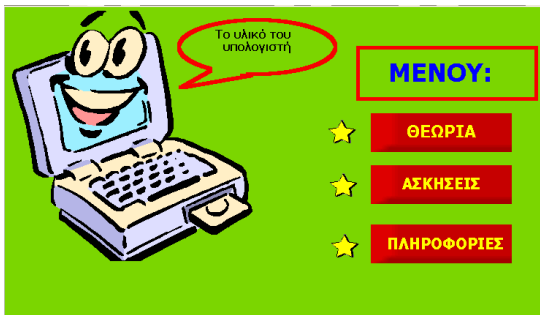 Το υλικό του
υπολογιστή
ΜΕΝΟΥ:
ΘΕΩΡΙΑ
ΑΣΚΗΣΕΙΣ
ΠΛΗΡΟΦΟΡΙΕΣ